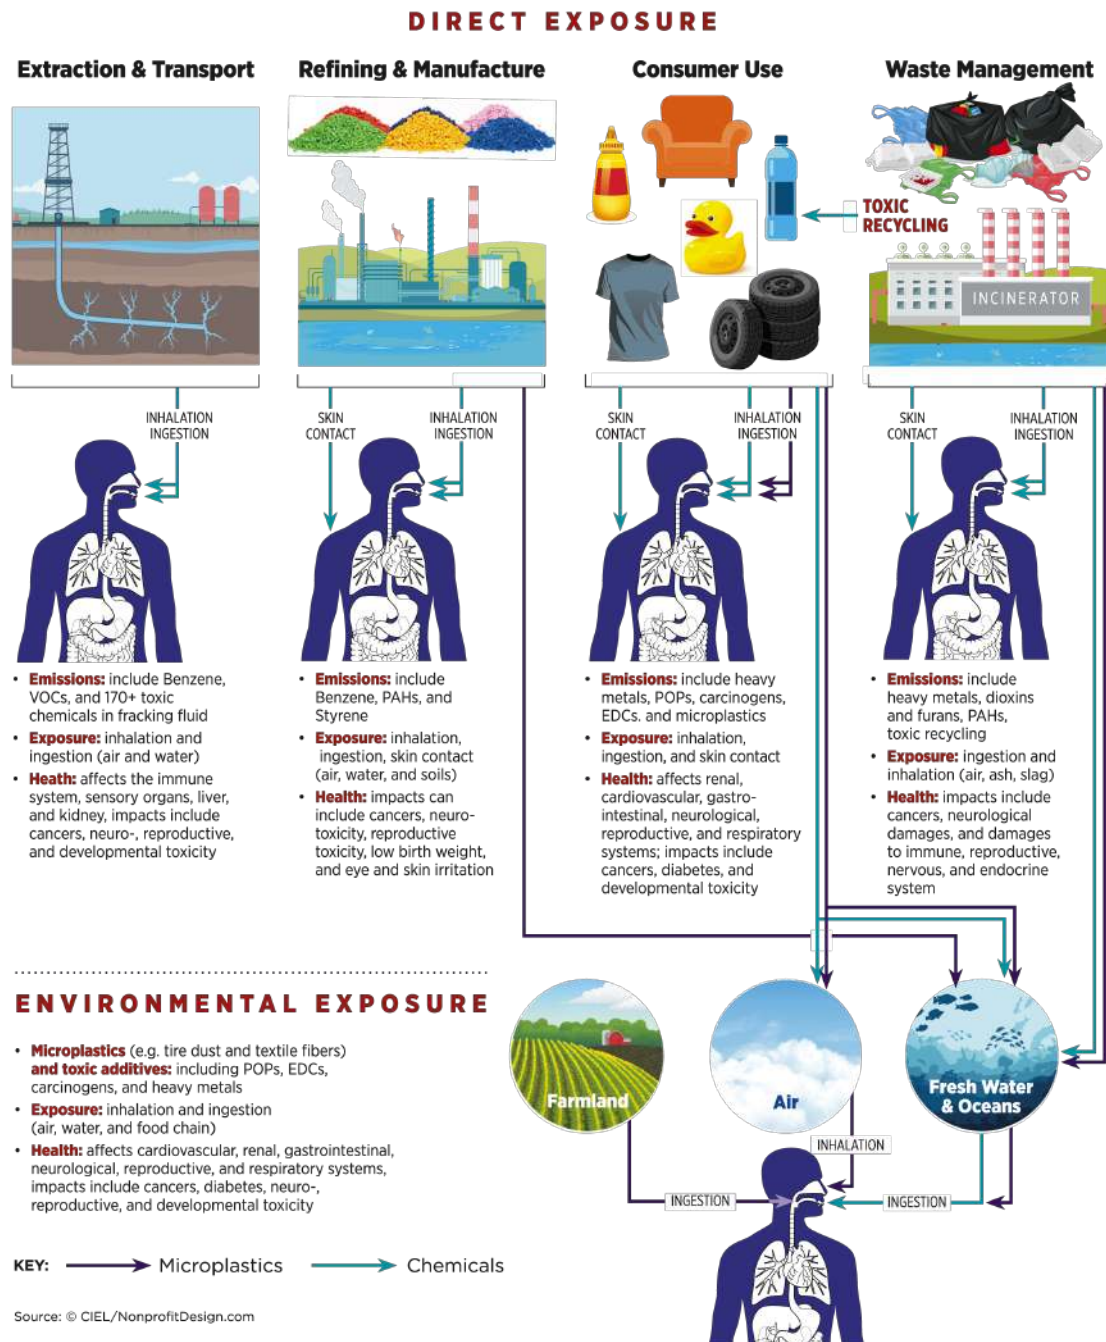 DIRECT EXPOSURE
Extraction & Transport
Refining & Manufacture
Consumer Use
Waste Management
TOXIC
RECYCLING
INCINERATOR
INHALATION
INGESTION
SKIN
CONTACT
INHALATION
INGESTION
SKIN
CONTACT
INHALATION
INGESTION
SKIN
CONTACT
INHALATION
INGESTION
• Emissions: include Benzene,
VOCs, and 170+ toxic
chemicals in fracking fluid
• Exposure: inhalation and
ingestion (air and water)
• Heath: affects the immune
system, sensory organs, liver,
and kidney, impacts include
cancers, neuro-, reproductive,
and developmental toxicity
• Emissions: include
Benzene, PAHs, and
Styrene
• Exposure: inhalation,
ingestion, skin contact
(air, water, and soils)
• Health: impacts can
include cancers, neuro-
toxicity, reproductive
toxicity, low birth weight,
and eye and skin irritation
• Emissions: include heavy
metals, POPs, carcinogens,
EDCs. and microplastics
• Exposure: inhalation,
ingestion, and skin contact
• Health: affects renal,
cardiovascular, gastro-
intestinal, neurological,
reproductive, and respiratory
systems; impacts include
cancers, diabetes, and
developmental toxicity
• Emissions: include
heavy metals, dioxins
and furans, PAHs,
toxic recycling
• Exposure: ingestion and
inhalation (air, ash, slag)
• Health: impacts include
cancers, neurological
damages, and damages
to immune, reproductive,
nervous, and endocrine
system
ENVIRONMENTAL EXPOSURE
• Microplastics (e.g. tire dust and textile fibers)
and toxic additives: including POPs, EDCs,
carcinogens, and heavy metals
• Exposure: inhalation and ingestion
(air, water, and food chain)
• Health: affects cardiovascular, renal, gastrointestinal,
neurological, reproductive, and respiratory systems,
impacts include cancers, diabetes, neuro-,
reproductive, and developmental toxicity
Farmland
Air
Fresh Water
& Oceans
INHALATION
INGESTION
INGESTION
KEY:
Microplastics
Chemicals
Source: © CIEL/NonprofitDesign.com